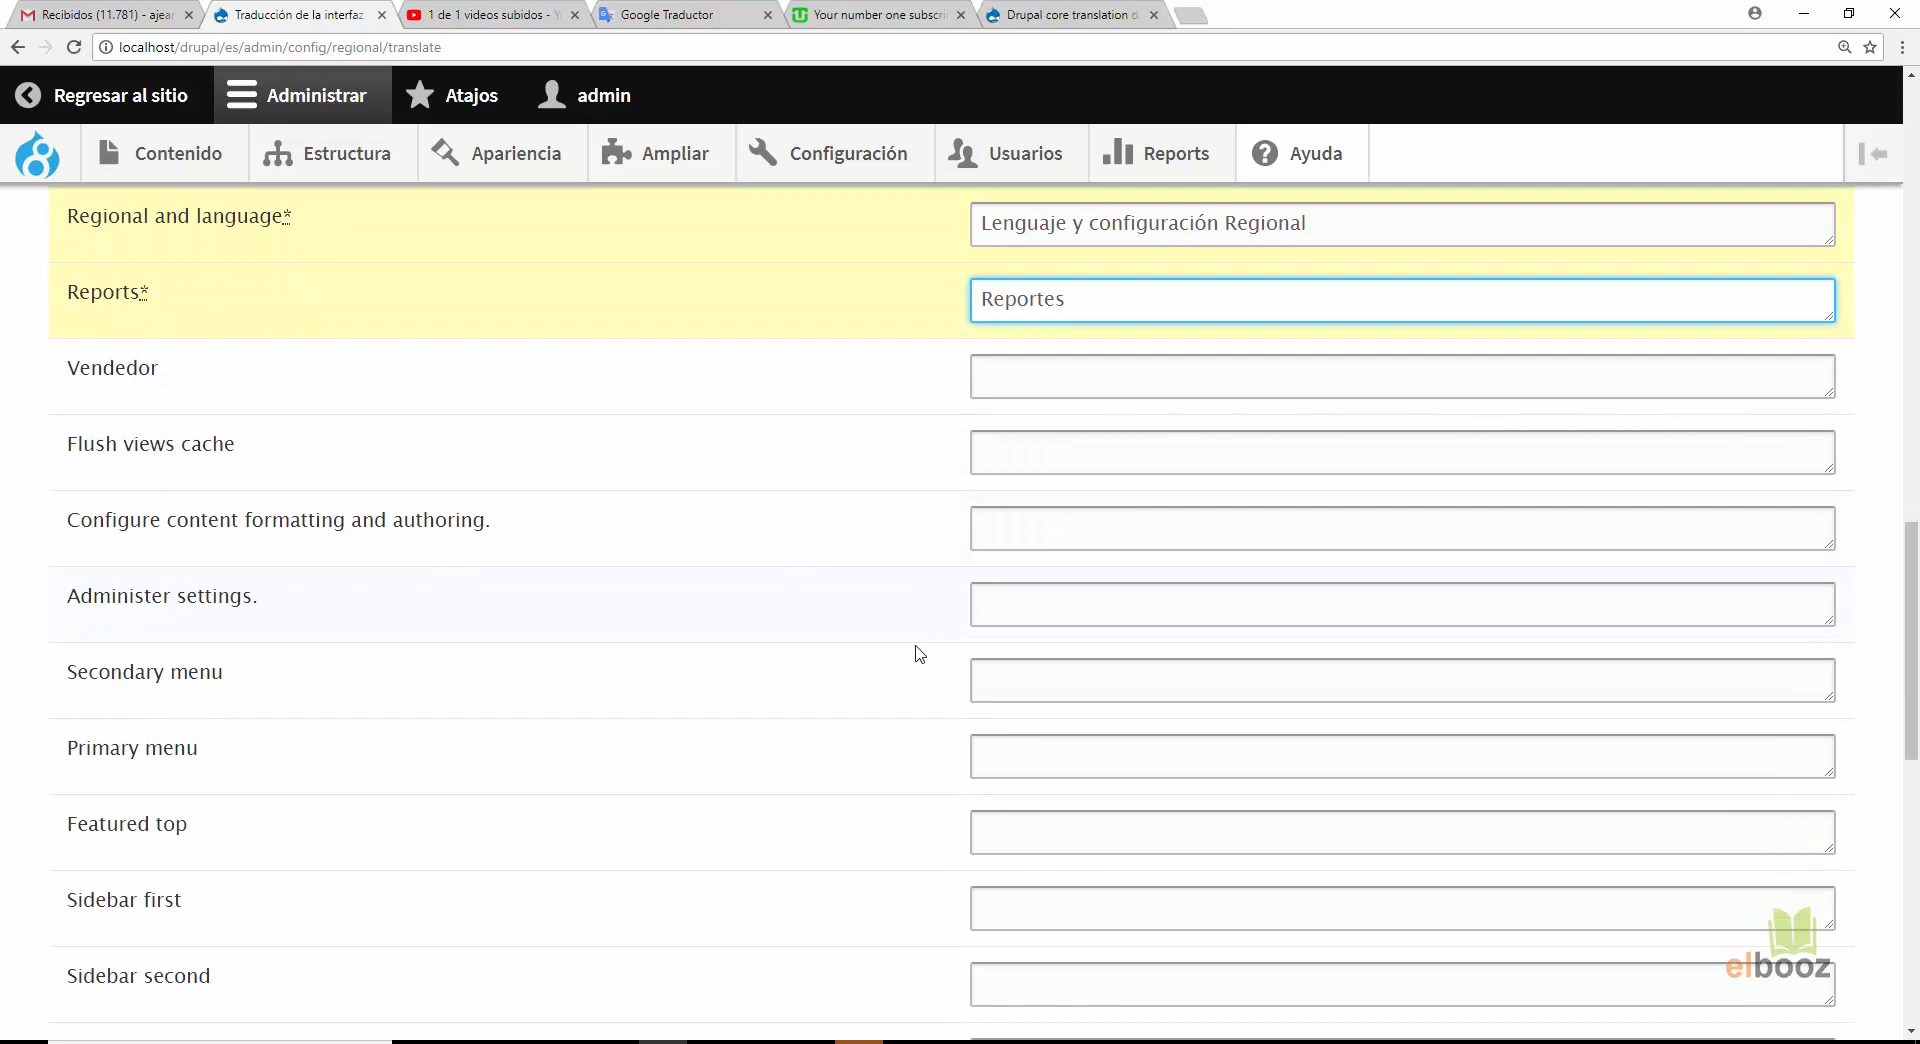 Recibidos (11.781) - ajear
Traducción de la interfaz
1 de 1 videos subidos - Y
Google Traductor
Your number one subscri
Drupal core translation d
localhost/drupal/es/admin/config/regional/translate
Regresar al sitio
Administrar
Atajos
admin
Contenido
Estructura
Apariencia
Ampliar
Configuración
Usuarios
Reports
Ayuda
Regional and language*
Lenguaje y configuración Regional
Reports*
Reportes
Vendedor
Flush views cache
Configure content formatting and authoring.
Administer settings.
Secondary menu
Primary menu
Featured top
Sidebar first
Sidebar second
elbooz